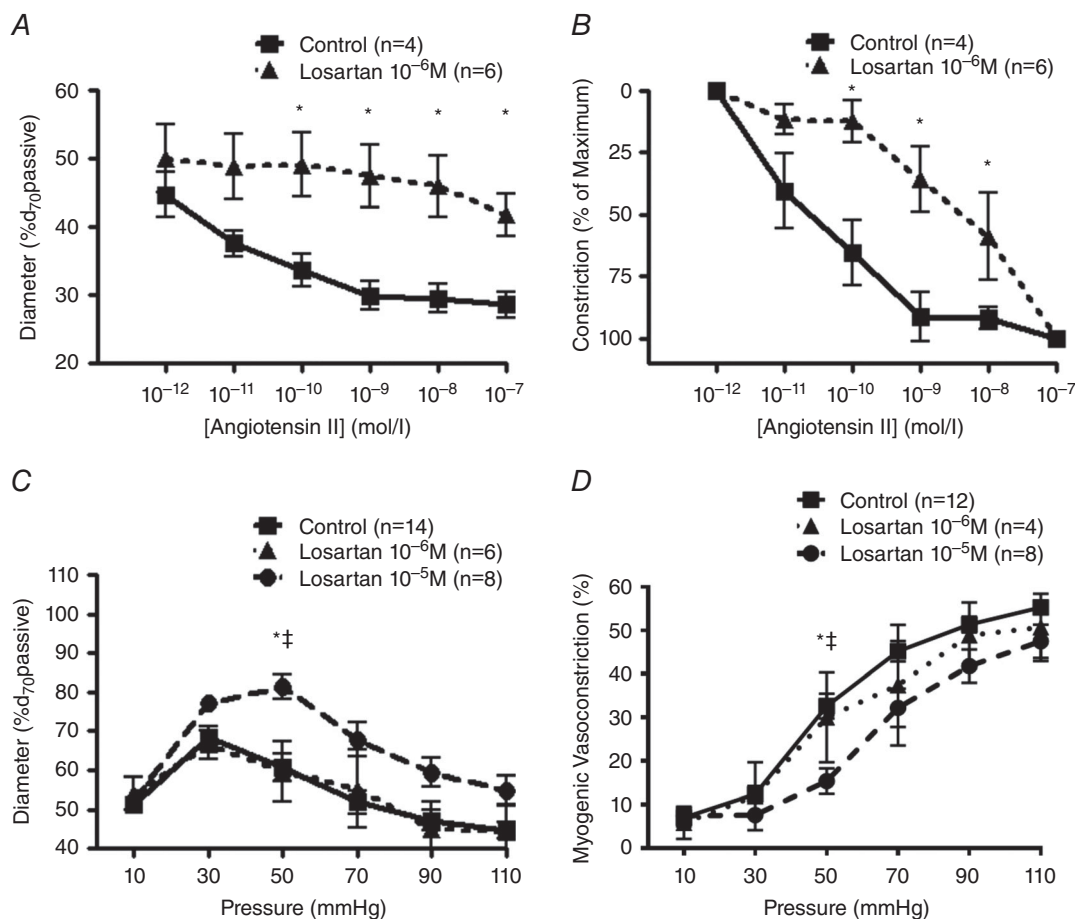 A
Control (n=4)
Losartan 10⁻⁶M (n=6)
60
50
40
30
20
* * * *
Diameter (%d₇₀passive)
10⁻¹² 10⁻¹¹ 10⁻¹⁰ 10⁻⁹ 10⁻⁸ 10⁻⁷
[Angiotensin II] (mol/l)
B
Control (n=4)
Losartan 10⁻⁶M (n=6)
0
25
50
75
100
* * *
Constriction (% of Maximum)
10⁻¹² 10⁻¹¹ 10⁻¹⁰ 10⁻⁹ 10⁻⁸ 10⁻⁷
[Angiotensin II] (mol/l)
C
Control (n=14)
Losartan 10⁻⁶M (n=6)
Losartan 10⁻⁵M (n=8)
110
100
90
80
70
60
50
40
*‡
Diameter (%d₇₀passive)
10 30 50 70 90 110
Pressure (mmHg)
D
Control (n=12)
Losartan 10⁻⁶M (n=4)
Losartan 10⁻⁵M (n=8)
60
50
40
30
20
10
0
*‡
Myogenic Vasoconstriction (%)
10 30 50 70 90 110
Pressure (mmHg)